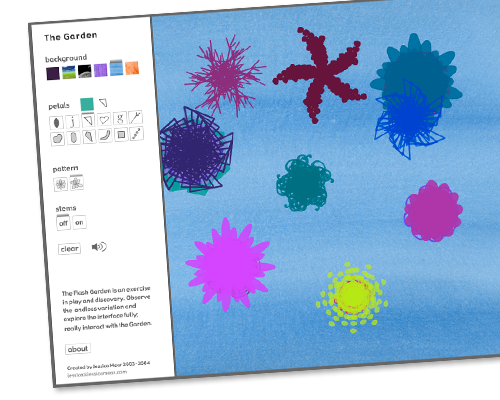 The Garden
background
petals
j
g
pattern
stems
off on
clear
The Flash Garden is an exercise
in play and discovery. Observe
the endless variation and
explore the interface fully;
really interact with the Garden.
about
Created by Jessica Mour 2003 - 2004